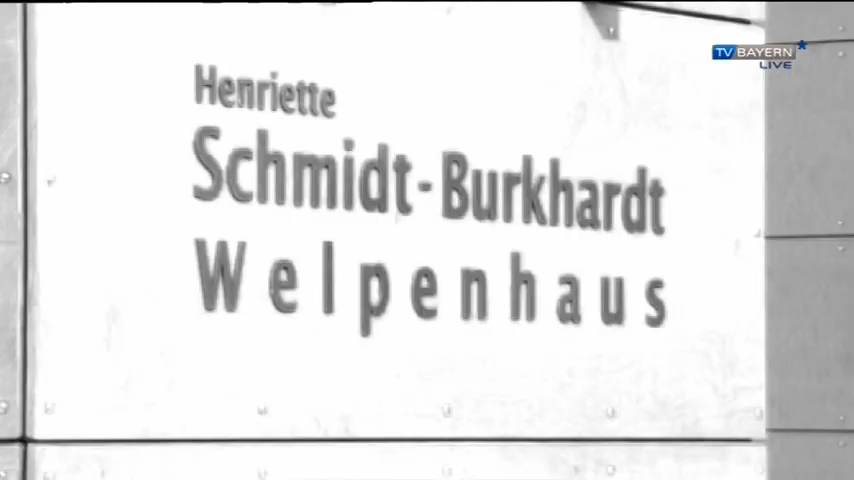 TV BAYERN
LIVE
Henriette
Schmidt-Burkhardt
Welpenhaus